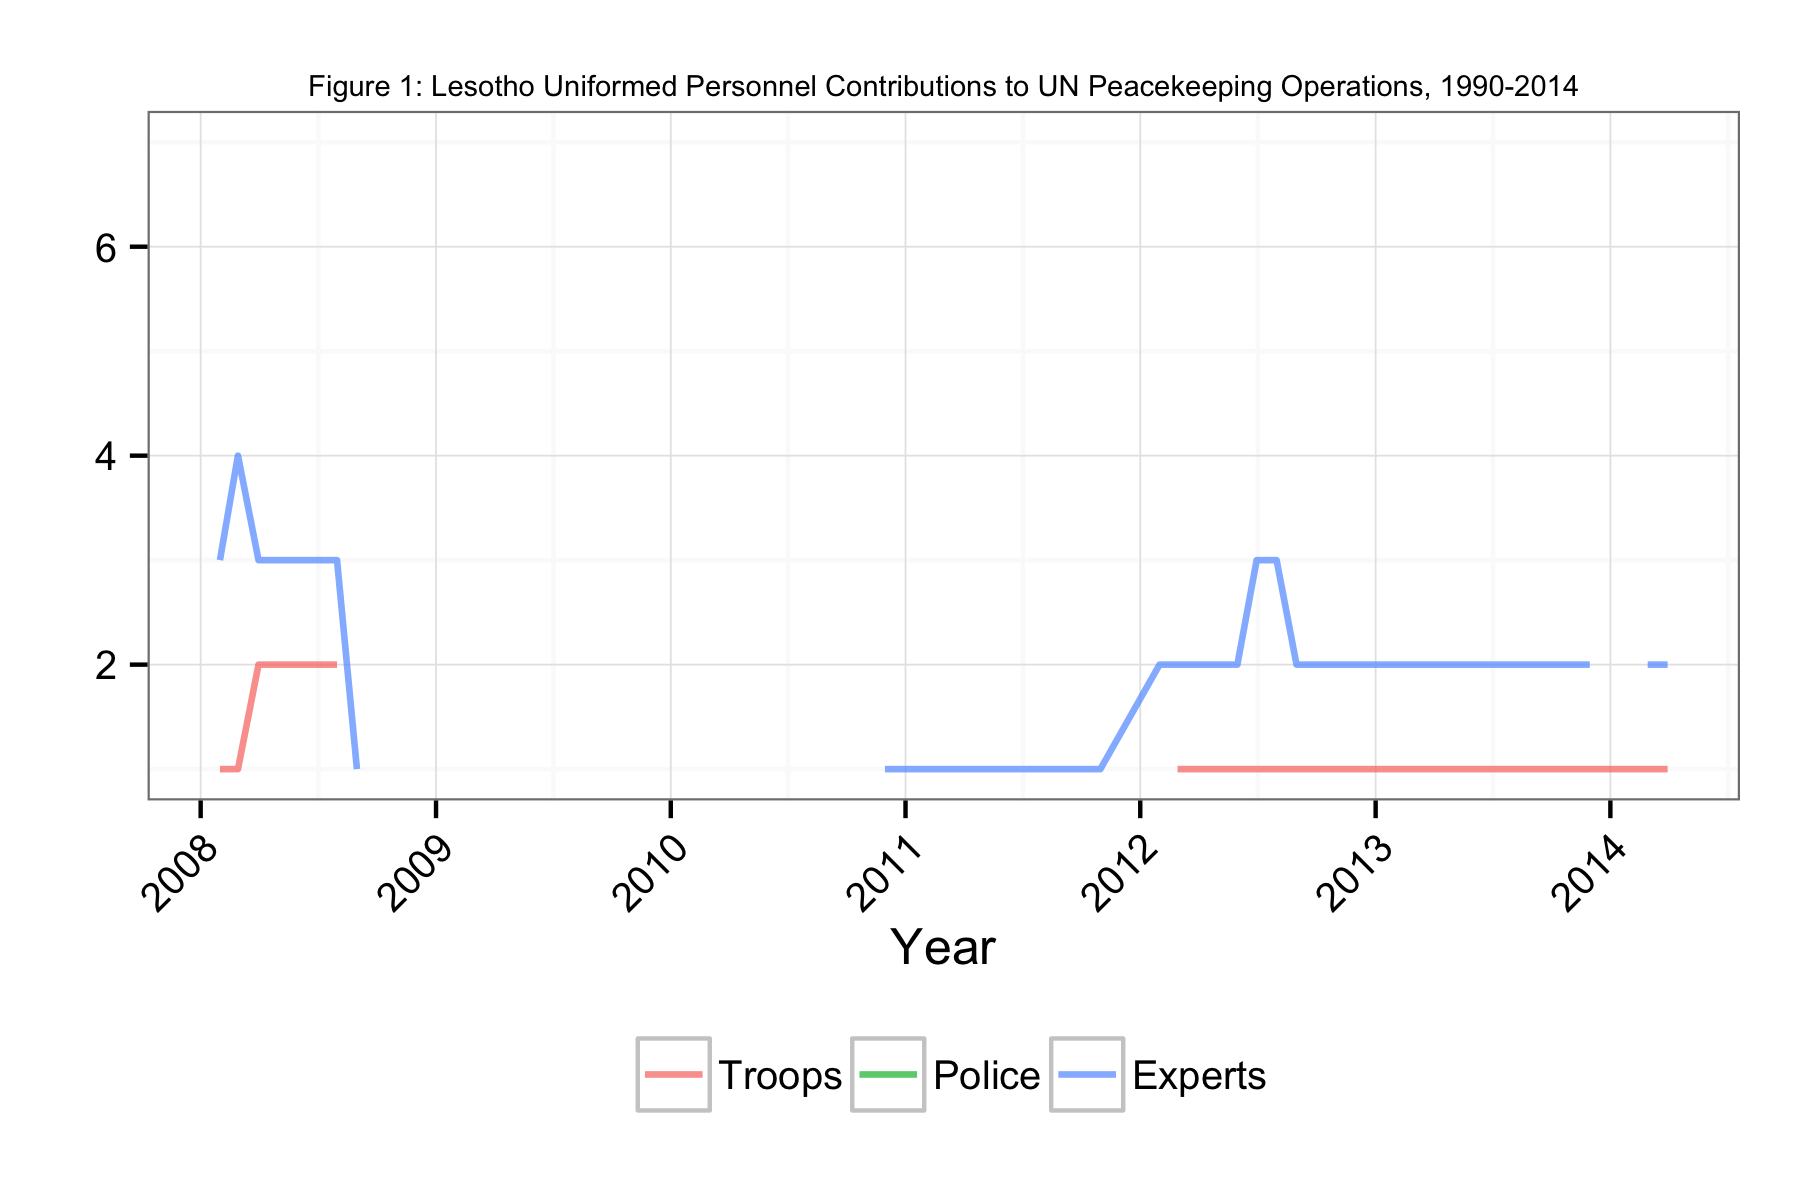 Figure 1: Lesotho Uniformed Personnel Contributions to UN Peacekeeping Operations, 1990-2014
6
4
2
2008 2009 2010 2011 2012 2013 2014
Year
Troops Police Experts